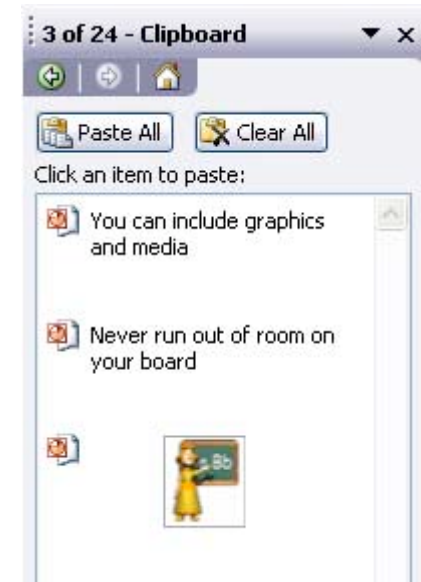 3 of 24 - Clipboard
Paste All Clear All
Click an item to paste:
You can include graphics
and media
Never run out of room on
your board
Bb